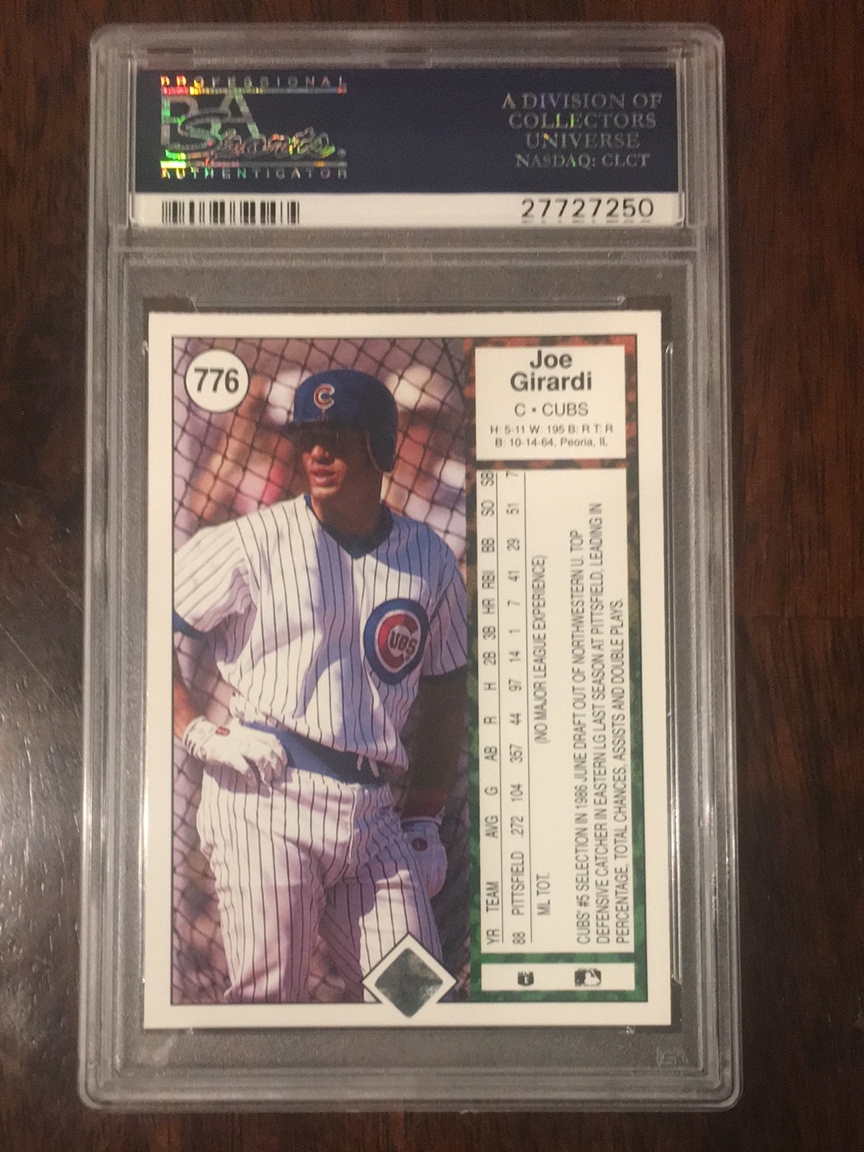 PROFESSIONAL
PSA
AUTHENTICATOR
A DIVISION OF
COLLECTORS
UNIVERSE
NASDAQ: CLCT
27727250
776
C
CUBS
Joe
Girardi
C • CUBS
H: 5-11 W: 195 B: R T: R
B: 10-14-64, Peoria, IL
YR TEAM AVG G AB R H 2B 3B HR RBI BB SO SB
88 PITTSFIELD 272 104 357 44 97 14 1 7 41 29 51 7
ML TOT. (NO MAJOR LEAGUE EXPERIENCE)
CUBS' #5 SELECTION IN 1986 JUNE DRAFT OUT OF NORTHWESTERN U. TOP
DEFENSIVE CATCHER IN EASTERN LG LAST SEASON AT PITTSFIELD, LEADING IN
PERCENTAGE, TOTAL CHANCES, ASSISTS AND DOUBLE PLAYS.